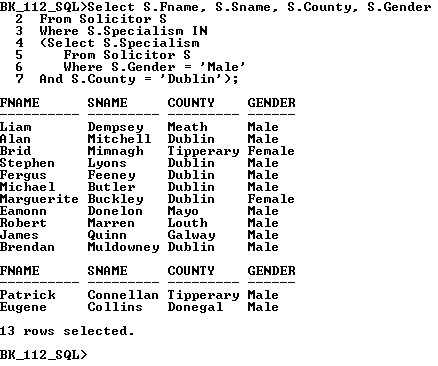 BK_112_SQL>Select S.Fname, S.Sname, S.County, S.Gender
2 From Solicitor S
3 Where S.Specialism IN
4 (Select S.Specialism
5 From Solicitor S
6 Where S.Gender = 'Male'
7 And S.County = 'Dublin');
FNAME SNAME COUNTY GENDER
---------- ---------- --------- ------
Liam Dempsey Meath Male
Alan Mitchell Dublin Male
Brid Mimnagh Tipperary Female
Stephen Lyons Dublin Male
Fergus Feeney Dublin Male
Michael Butler Dublin Male
Marguerite Buckley Dublin Female
Eamonn Donelon Mayo Male
Robert Marren Louth Male
James Quinn Galway Male
Brendan Muldowney Dublin Male
FNAME SNAME COUNTY GENDER
---------- ---------- --------- ------
Patrick Connellan Tipperary Male
Eugene Collins Donegal Male
13 rows selected.
BK_112_SQL>